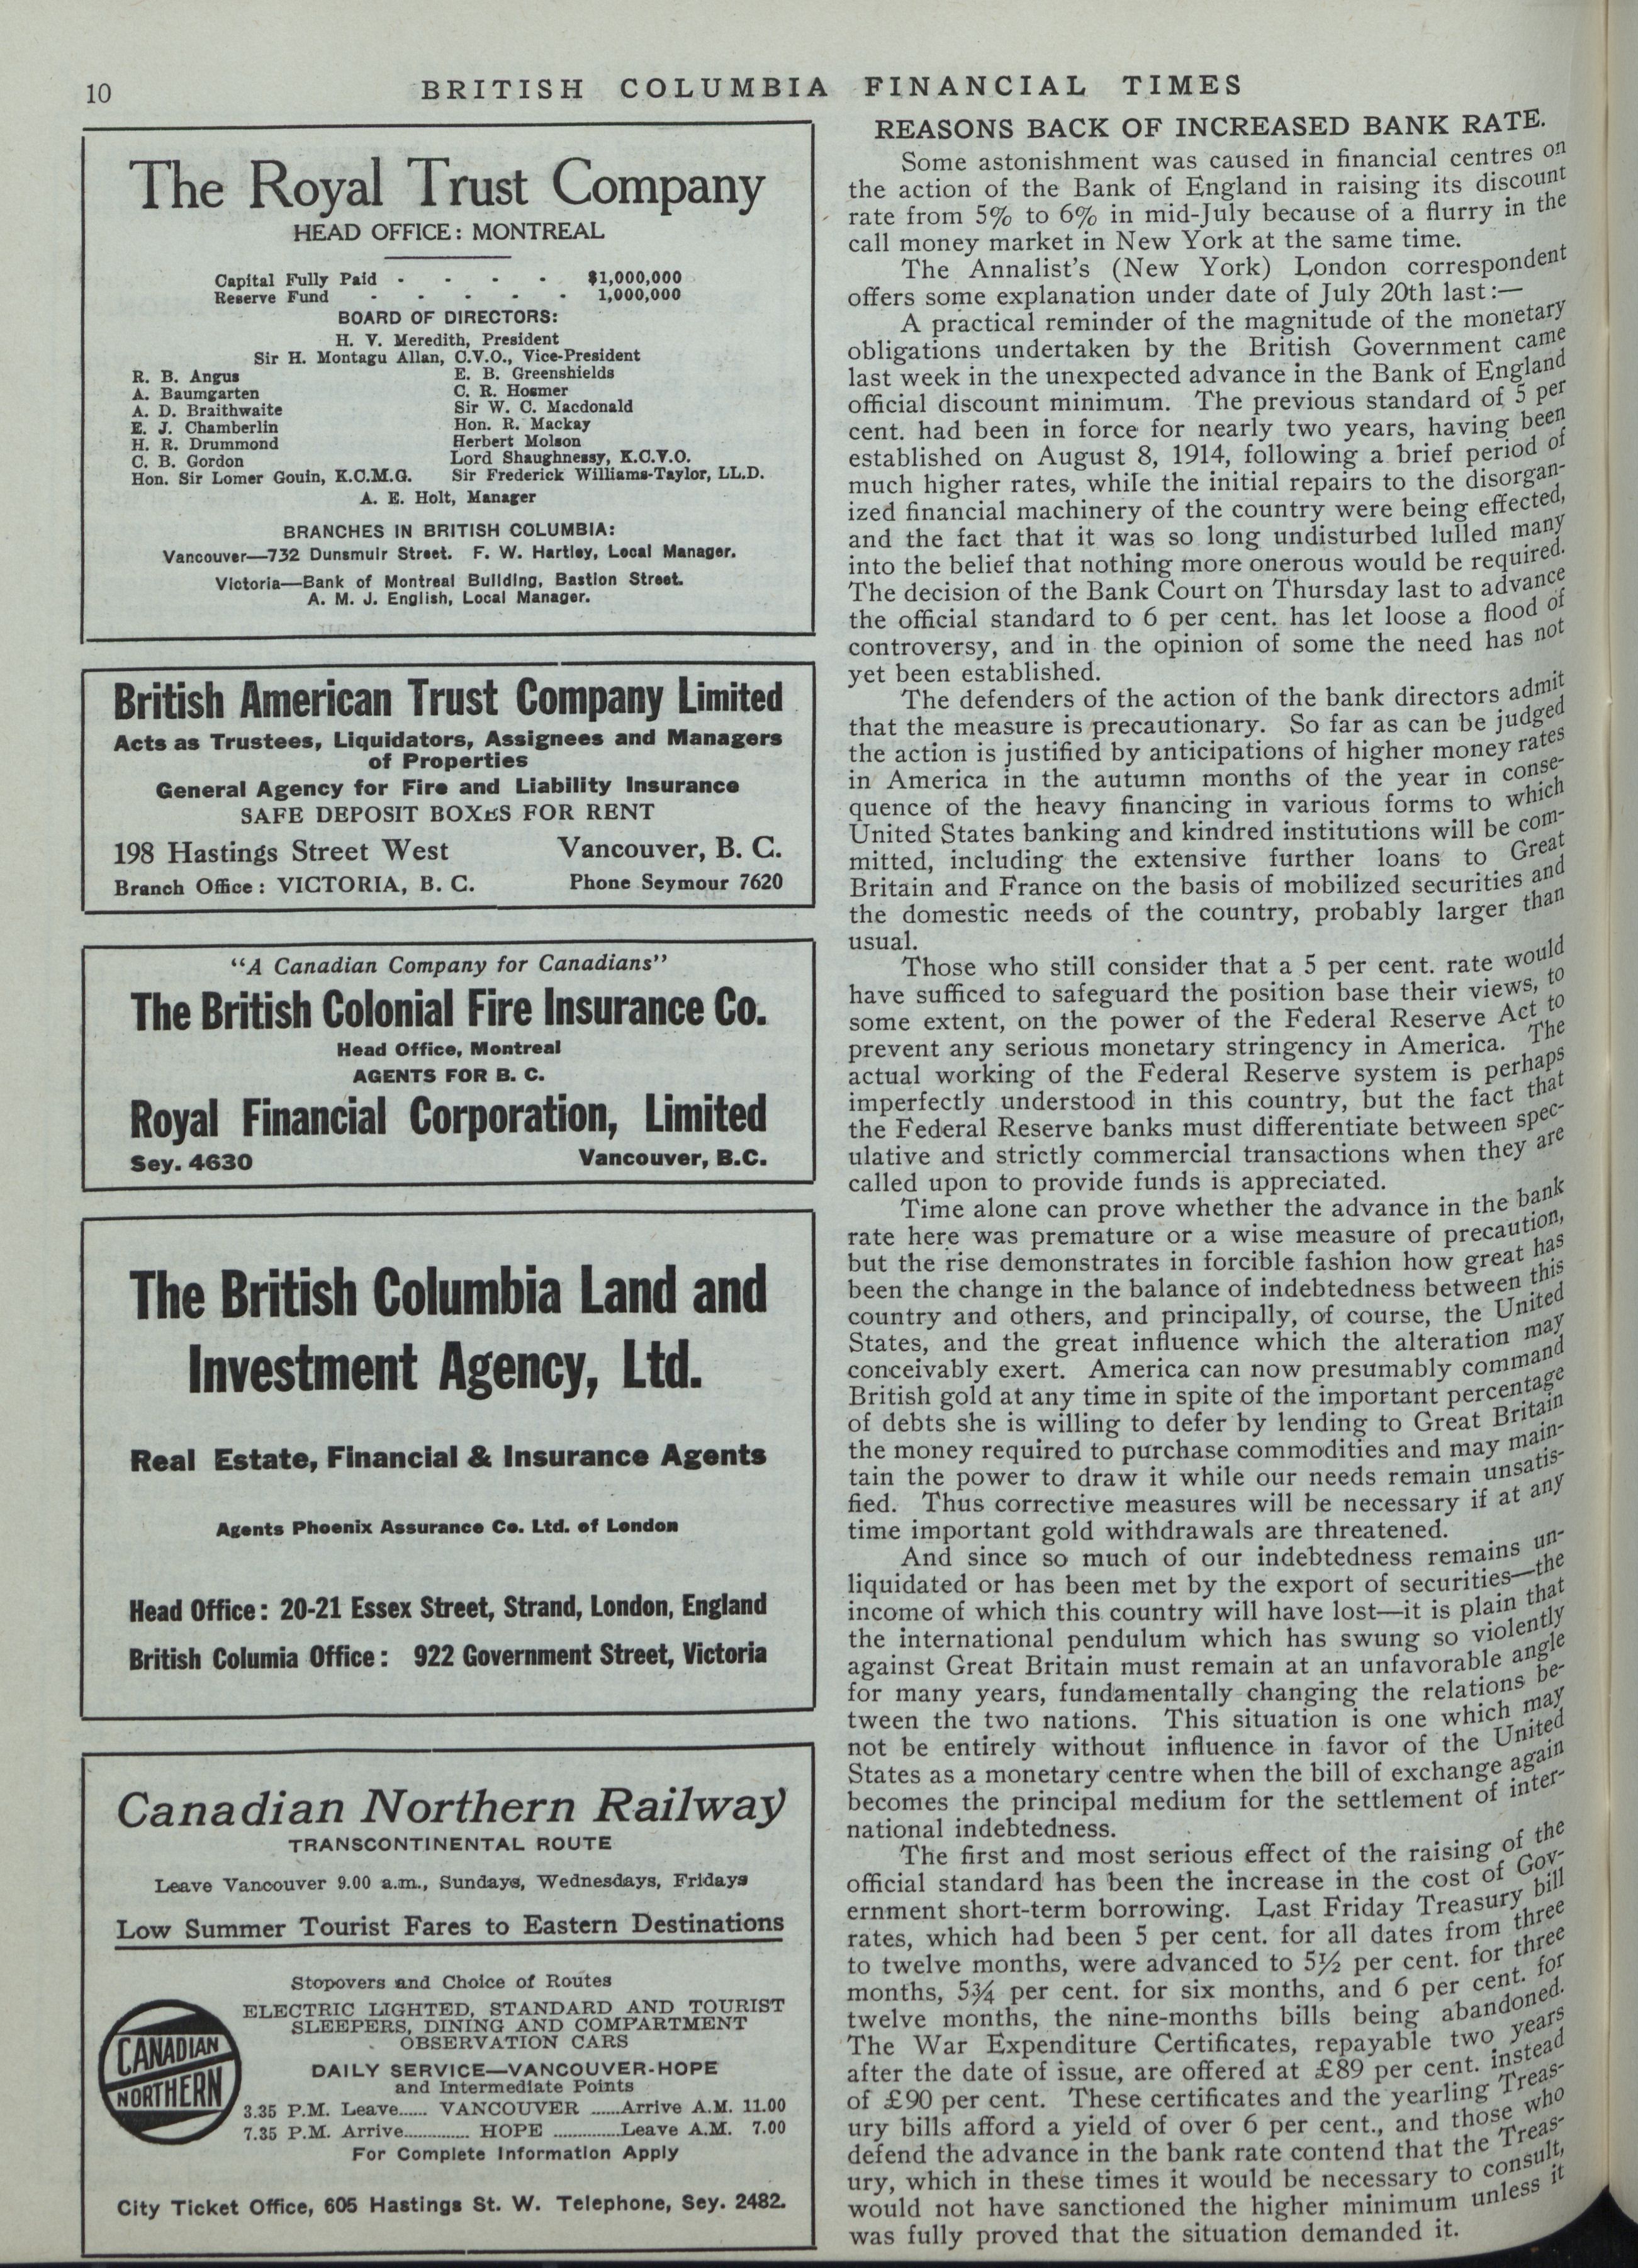 10
BRITISH COLUMBIA FINANCIAL TIMES
The Royal Trust Company
HEAD OFFICE: MONTREAL
Capital Fully Paid - - - - $1,000,000
Reserve Fund - - - - - 1,000,000
BOARD OF DIRECTORS:
H. V. Meredith, President
Sir H. Montagu Allan, C.V.O., Vice-President
R. B. Angus E. B. Greenshields
A. Baumgarten C. R. Hosmer
A. D. Braithwaite Sir W. C. Macdonald
E. J. Chamberlin Hon. R. Mackay
H. R. Drummond Herbert Molson
C. B. Gordon Lord Shaughnessy, K.C.V.O.
Hon. Sir Lomer Gouin, K.C.M.G. Sir Frederick Williams-Taylor, LL.D.
A. E. Holt, Manager
BRANCHES IN BRITISH COLUMBIA:
Vancouver—732 Dunsmuir Street. F. W. Hartley, Local Manager.
Victoria—Bank of Montreal Building, Bastion Street.
A. M. J. English, Local Manager.
British American Trust Company Limited
Acts as Trustees, Liquidators, Assignees and Managers
of Properties
General Agency for Fire and Liability Insurance
SAFE DEPOSIT BOXES FOR RENT
198 Hastings Street West Vancouver, B. C.
Branch Office: VICTORIA, B. C. Phone Seymour 7620
"A Canadian Company for Canadians"
The British Colonial Fire Insurance Co.
Head Office, Montreal
AGENTS FOR B. C.
Royal Financial Corporation, Limited
Sey. 4630 Vancouver, B.C.
The British Columbia Land and
Investment Agency, Ltd.
Real Estate, Financial & Insurance Agents
Agents Phoenix Assurance Co. Ltd. of London
Head Office: 20-21 Essex Street, Strand, London, England
British Columia Office: 922 Government Street, Victoria
Canadian Northern Railway
TRANSCONTINENTAL ROUTE
Leave Vancouver 9.00 a.m., Sundays, Wednesdays, Fridays
Low Summer Tourist Fares to Eastern Destinations
Stopovers and Choice of Routes
ELECTRIC LIGHTED, STANDARD AND TOURIST
SLEEPERS, DINING AND COMPARTMENT
OBSERVATION CARS
CANADIAN
NORTHERN
DAILY SERVICE—VANCOUVER-HOPE
and Intermediate Points
3.35 P.M. Leave...... VANCOUVER ......Arrive A.M. 11.00
7.35 P.M. Arrive............. HOPE .............Leave A.M. 7.00
For Complete Information Apply
City Ticket Office, 605 Hastings St. W. Telephone, Sey. 2482.
REASONS BACK OF INCREASED BANK RATE.
Some astonishment was caused in financial centres on
the action of the Bank of England in raising its discount
rate from 5% to 6% in mid-July because of a flurry in the
call money market in New York at the same time.
The Annalist's (New York) London correspondent
offers some explanation under date of July 20th last:—
A practical reminder of the magnitude of the monetary
obligations undertaken by the British Government came
last week in the unexpected advance in the Bank of England
official discount minimum. The previous standard of 5 per
cent. had been in force for nearly two years, having been
established on August 8, 1914, following a brief period of
much higher rates, while the initial repairs to the disorgan-
ized financial machinery of the country were being effected,
and the fact that it was so long undisturbed lulled many
into the belief that nothing more onerous would be required.
The decision of the Bank Court on Thursday last to advance
the official standard to 6 per cent. has let loose a flood of
controversy, and in the opinion of some the need has not
yet been established.
The defenders of the action of the bank directors admit
that the measure is precautionary. So far as can be judged
the action is justified by anticipations of higher money rates
in America in the autumn months of the year in conse-
quence of the heavy financing in various forms to which
United States banking and kindred institutions will be com-
mitted, including the extensive further loans to Great
Britain and France on the basis of mobilized securities and
the domestic needs of the country, probably larger than
usual.
Those who still consider that a 5 per cent. rate would
have sufficed to safeguard the position base their views, to
some extent, on the power of the Federal Reserve Act to
prevent any serious monetary stringency in America. The
actual working of the Federal Reserve system is perhaps
imperfectly understood in this country, but the fact that
the Federal Reserve banks must differentiate between spec-
ulative and strictly commercial transactions when they are
called upon to provide funds is appreciated.
Time alone can prove whether the advance in the bank
rate here was premature or a wise measure of precaution,
but the rise demonstrates in forcible fashion how great has
been the change in the balance of indebtedness between this
country and others, and principally, of course, the United
States, and the great influence which the alteration may
conceivably exert. America can now presumably command
British gold at any time in spite of the important percentage
of debts she is willing to defer by lending to Great Britain
the money required to purchase commodities and may main-
tain the power to draw it while our needs remain unsatis-
fied. Thus corrective measures will be necessary if at any
time important gold withdrawals are threatened.
And since so much of our indebtedness remains un-
liquidated or has been met by the export of securities—the
income of which this country will have lost—it is plain that
the international pendulum which has swung so violently
against Great Britain must remain at an unfavorable angle
for many years, fundamentally changing the relations be-
tween the two nations. This situation is one which may
not be entirely without influence in favor of the United
States as a monetary centre when the bill of exchange again
becomes the principal medium for the settlement of inter-
national indebtedness.
The first and most serious effect of the raising of the
official standard has been the increase in the cost of Gov-
ernment short-term borrowing. Last Friday Treasury bill
rates, which had been 5 per cent. for all dates from three
to twelve months, were advanced to 5½ per cent. for three
months, 5¾ per cent. for six months, and 6 per cent. for
twelve months, the nine-months bills being abandoned.
The War Expenditure Certificates, repayable two years
after the date of issue, are offered at £89 per cent. instead
of £90 per cent. These certificates and the yearling Treas-
ury bills afford a yield of over 6 per cent., and those who
defend the advance in the bank rate contend that the Treas-
ury, which in these times it would be necessary to consult,
would not have sanctioned the higher minimum unless it
was fully proved that the situation demanded it.